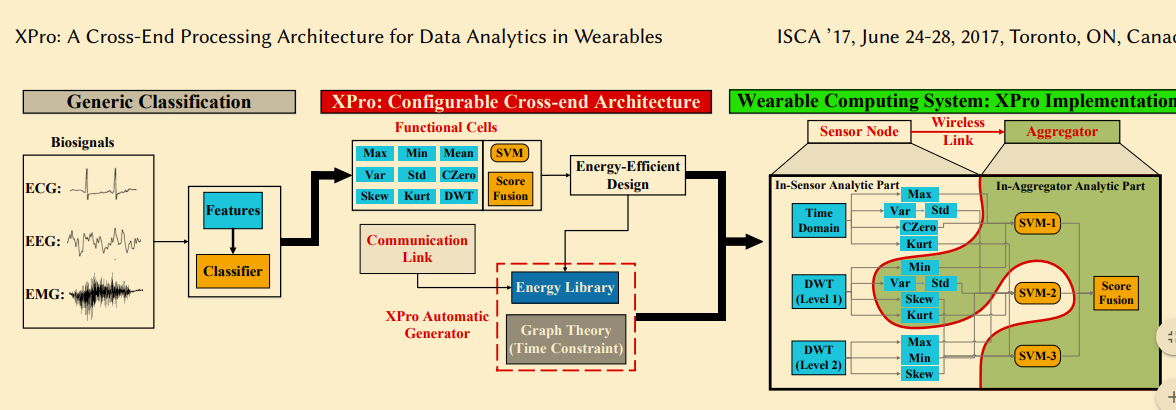 XPro: A Cross-End Processing Architecture for Data Analytics in Wearables
ISCA ’17, June 24-28, 2017, Toronto, ON, Canac
Generic Classification
Biosignals
ECG:
EEG:
EMG:
Features
Classifier
XPro: Configurable Cross-end Architecture
Functional Cells
Max Min Mean
Var Std CZero
Skew Kurt DWT
SVM
Score
Fusion
Energy-Efficient
Design
Communication
Link
Energy Library
XPro Automatic
Generator
Graph Theory
(Time Constraint)
Wearable Computing System: XPro Implementation
Sensor Node
Wireless
Link
Aggregator
In-Sensor Analytic Part
In-Aggregator Analytic Part
Time
Domain
Max
Var Std
CZero
Kurt
DWT
(Level 1)
Min
Var Std
Skew
Kurt
DWT
(Level 2)
Max
Min
Skew
SVM-1
SVM-2
SVM-3
Score
Fusion